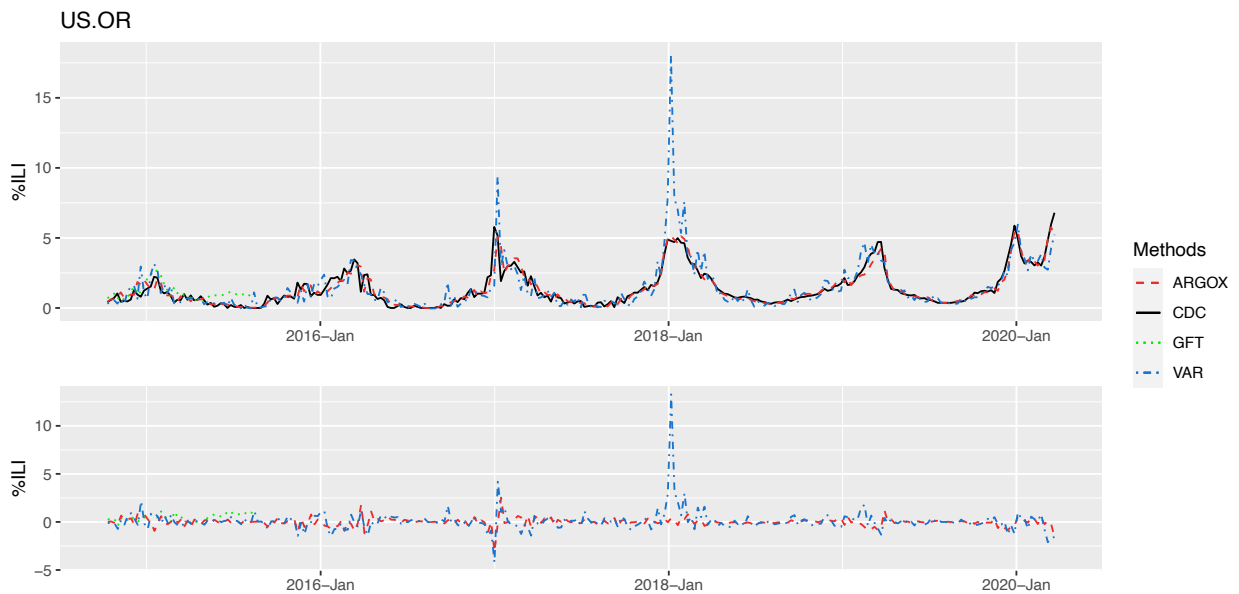 US.OR
%ILI
15
10
5
0
2016–Jan
2018–Jan
2020–Jan
%ILI
10
5
0
−5
2016–Jan
2018–Jan
2020–Jan
Methods
ARGOX
CDC
GFT
VAR